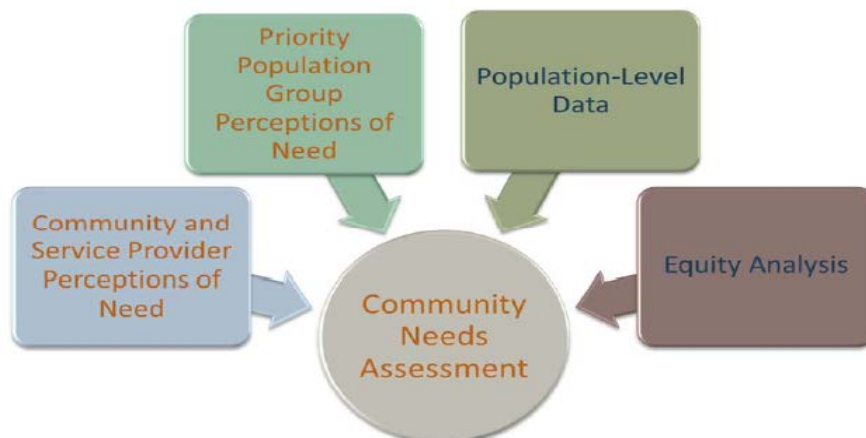 Priority
Population
Group
Perceptions of
Need
Population-Level
Data
Community and
Service Provider
Perceptions of
Need
Equity Analysis
Community
Needs
Assessment